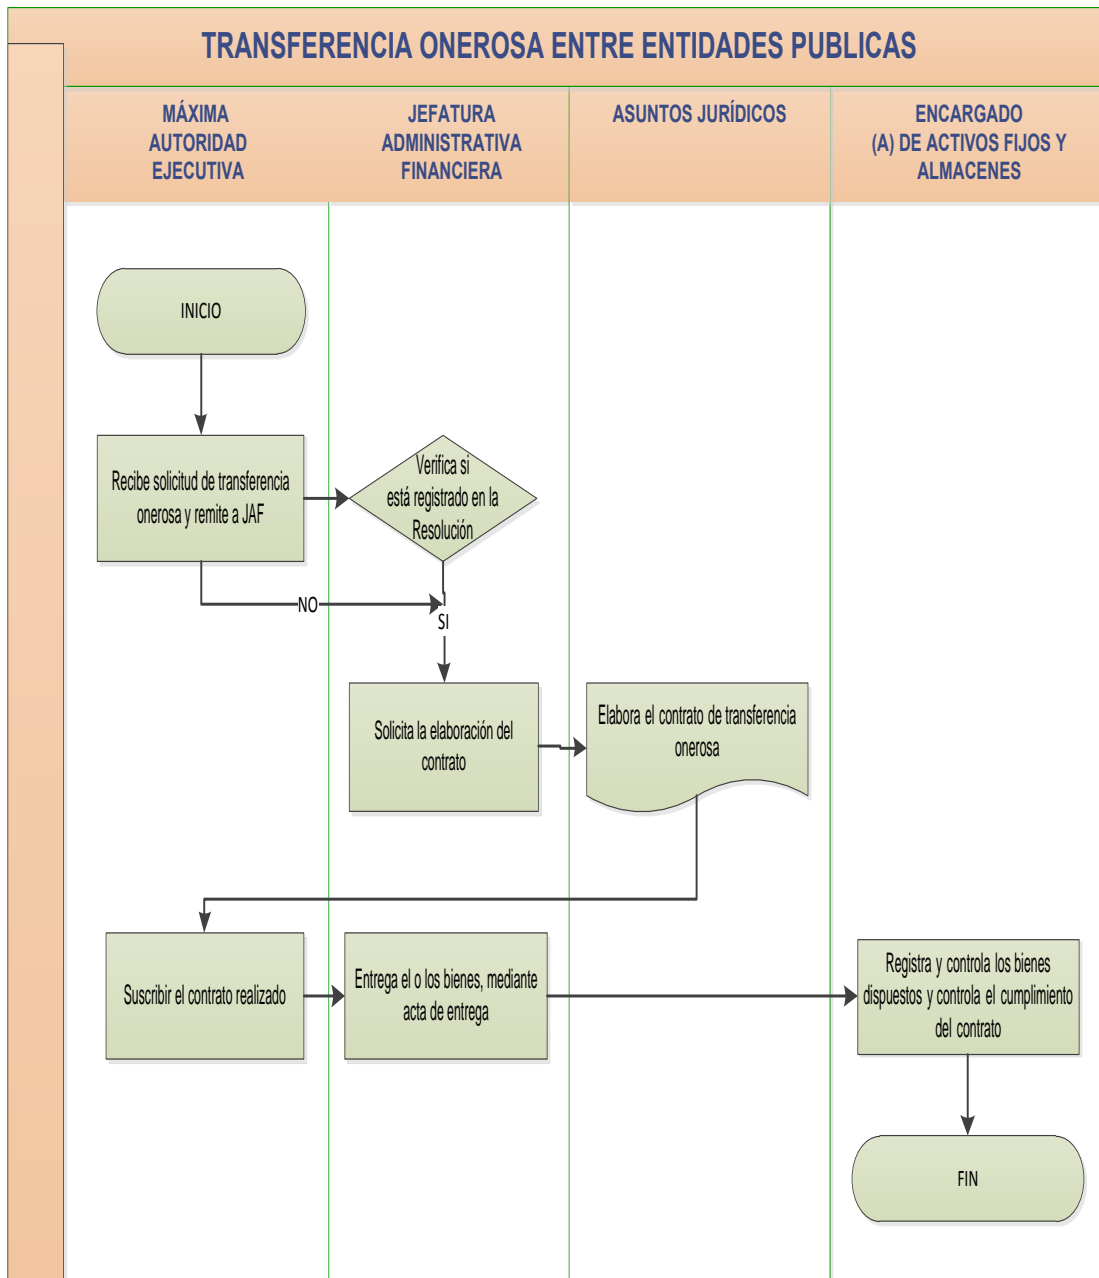 TRANSFERENCIA ONEROSA ENTRE ENTIDADES PUBLICAS
MÁXIMA
AUTORIDAD
EJECUTIVA
JEFATURA
ADMINISTRATIVA
FINANCIERA
ASUNTOS JURÍDICOS
ENCARGADO
(A) DE ACTIVOS FIJOS Y
ALMACENES
INICIO
Recibe solicitud de transferencia
onerosa y remite a JAF
Verifica si
está registrado en la
Resolución
NO
SI
Solicita la elaboración del
contrato
Elabora el contrato de transferencia
onerosa
Suscribir el contrato realizado
Entrega el o los bienes, mediante
acta de entrega
Registra y controla los bienes
dispuestos y controla el cumplimiento
del contrato
FIN